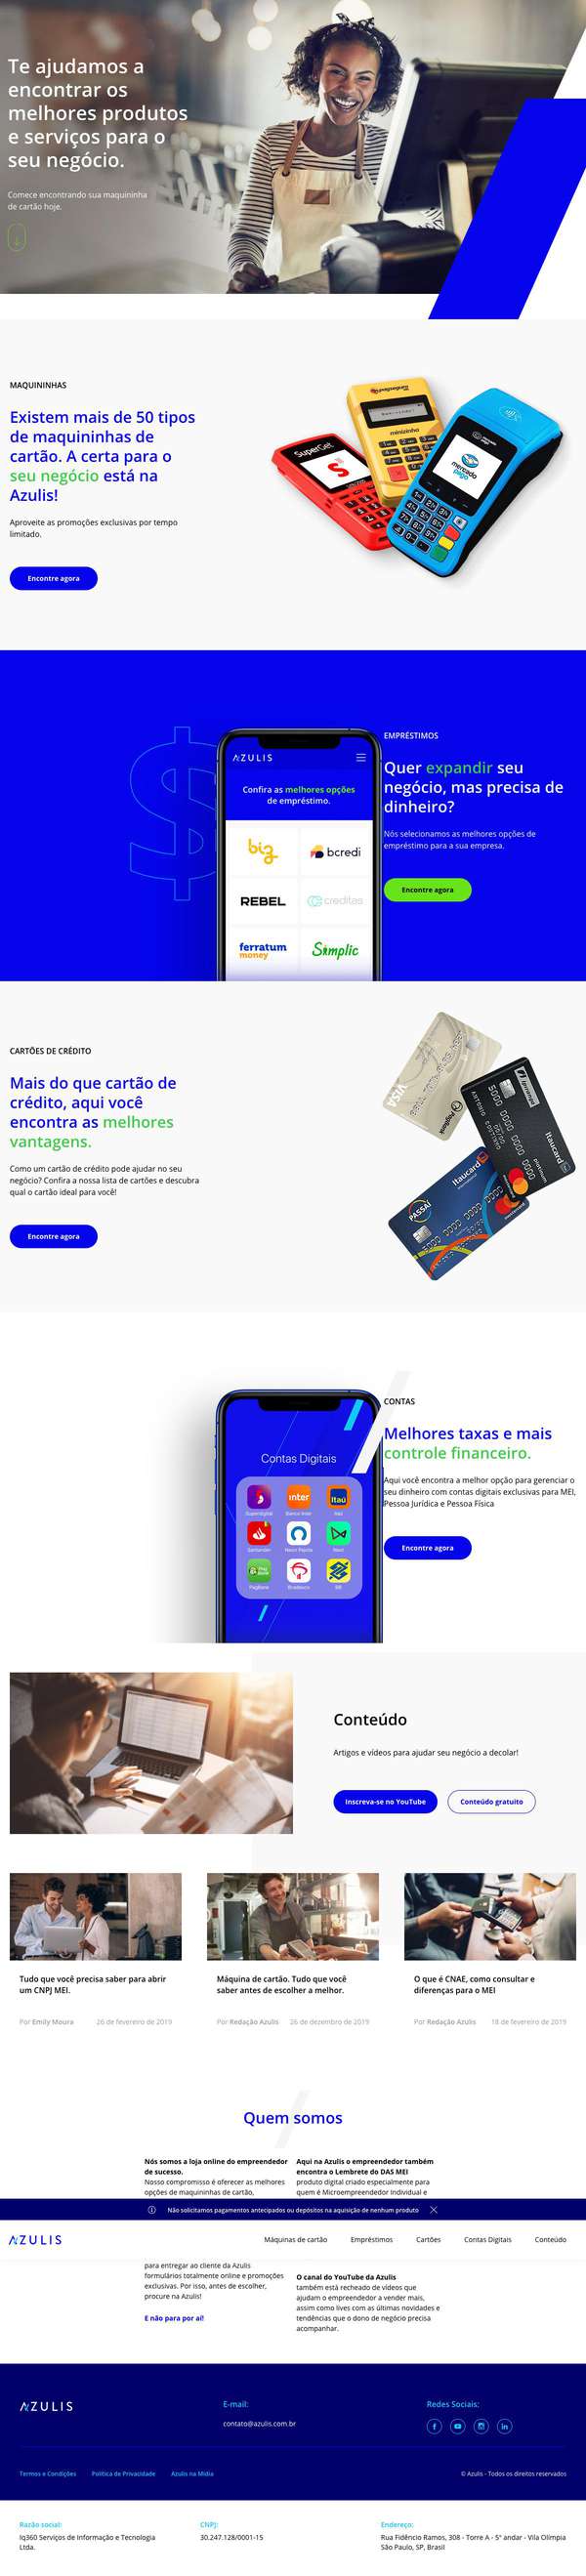 Te ajudamos a
encontrar os
melhores produtos
e serviços para o
seu negócio.
Comece encontrando sua maquininha
de cartão hoje.
MAQUININHAS
Existem mais de 50 tipos
de maquininhas de
cartão. A certa para o
seu negócio está na
Azulis!
Aproveite as promoções exclusivas por tempo
limitado.
Encontre agora
SuperGet
minizinha
mercado
pago
EMPRÉSTIMOS
Quer expandir seu
negócio, mas precisa de
dinheiro?
Nós selecionamos as melhores opções de
empréstimo para a sua empresa.
Encontre agora
$
AZULIS
Confira as melhores opções
de empréstimo.
biz
bcredi
REBEL
creditas
ferratum
money
Simplic
CARTÕES DE CRÉDITO
Mais do que cartão de
crédito, aqui você
encontra as melhores
vantagens.
Como um cartão de crédito pode ajudar no seu
negócio? Confira a nossa lista de cartões e descubra
qual o cartão ideal para você!
Encontre agora
VISA
PagBank
Itaucard
platinum
Itaucard
PASSAÍ
CONTAS
Melhores taxas e mais
controle financeiro.
Aqui você encontra a melhor opção para gerenciar o
seu dinheiro com contas digitais exclusivas para MEI,
Pessoa Jurídica e Pessoa Física
Encontre agora
Contas Digitais
inter
Itaú
Superdigital
Banco Inter
Itaú
Santander
Neon Pejota
Next
PagBank
Bradesco
BB
Conteúdo
Artigos e vídeos para ajudar seu negócio a decolar!
Inscreva-se no YouTube
Conteúdo gratuito
Tudo que você precisa saber para abrir
um CNPJ MEI.
Por Emily Moura 26 de fevereiro de 2019
Máquina de cartão. Tudo que você
saber antes de escolher a melhor.
Por Redação Azulis 26 de dezembro de 2019
O que é CNAE, como consultar e
diferenças para o MEI
Por Redação Azulis 18 de fevereiro de 2019
Quem somos
Nós somos a loja online do empreendedor
de sucesso.
Nosso compromisso é oferecer as melhores
opções de maquininhas de cartão,
Aqui na Azulis o empreendedor também
encontra o Lembrete do DAS MEI
produto digital criado especialmente para
quem é Microempreendedor Individual e
Não solicitamos pagamentos antecipados ou depósitos na aquisição de nenhum produto
AZULIS
Máquinas de cartão
Empréstimos
Cartões
Contas Digitais
Conteúdo
para entregar ao cliente da Azulis
formulários totalmente online e promoções
exclusivas. Por isso, antes de escolher,
procure na Azulis!
E não para por aí!
O canal do YouTube da Azulis
também está recheado de vídeos que
ajudam o empreendedor a vender mais,
assim como lives com as últimas novidades e
tendências que o dono de negócio precisa
acompanhar.
AZULIS
E-mail:
contato@azulis.com.br
Redes Sociais:
Termos e Condições
Política de Privacidade
Azulis na Mídia
© Azulis - Todos os direitos reservados
Razão social:
Iq360 Serviços de Informação e Tecnologia
Ltda.
CNPJ:
30.247.128/0001-15
Endereço:
Rua Fidêncio Ramos, 308 - Torre A - 5º andar - Vila Olímpia
São Paulo, SP, Brasil